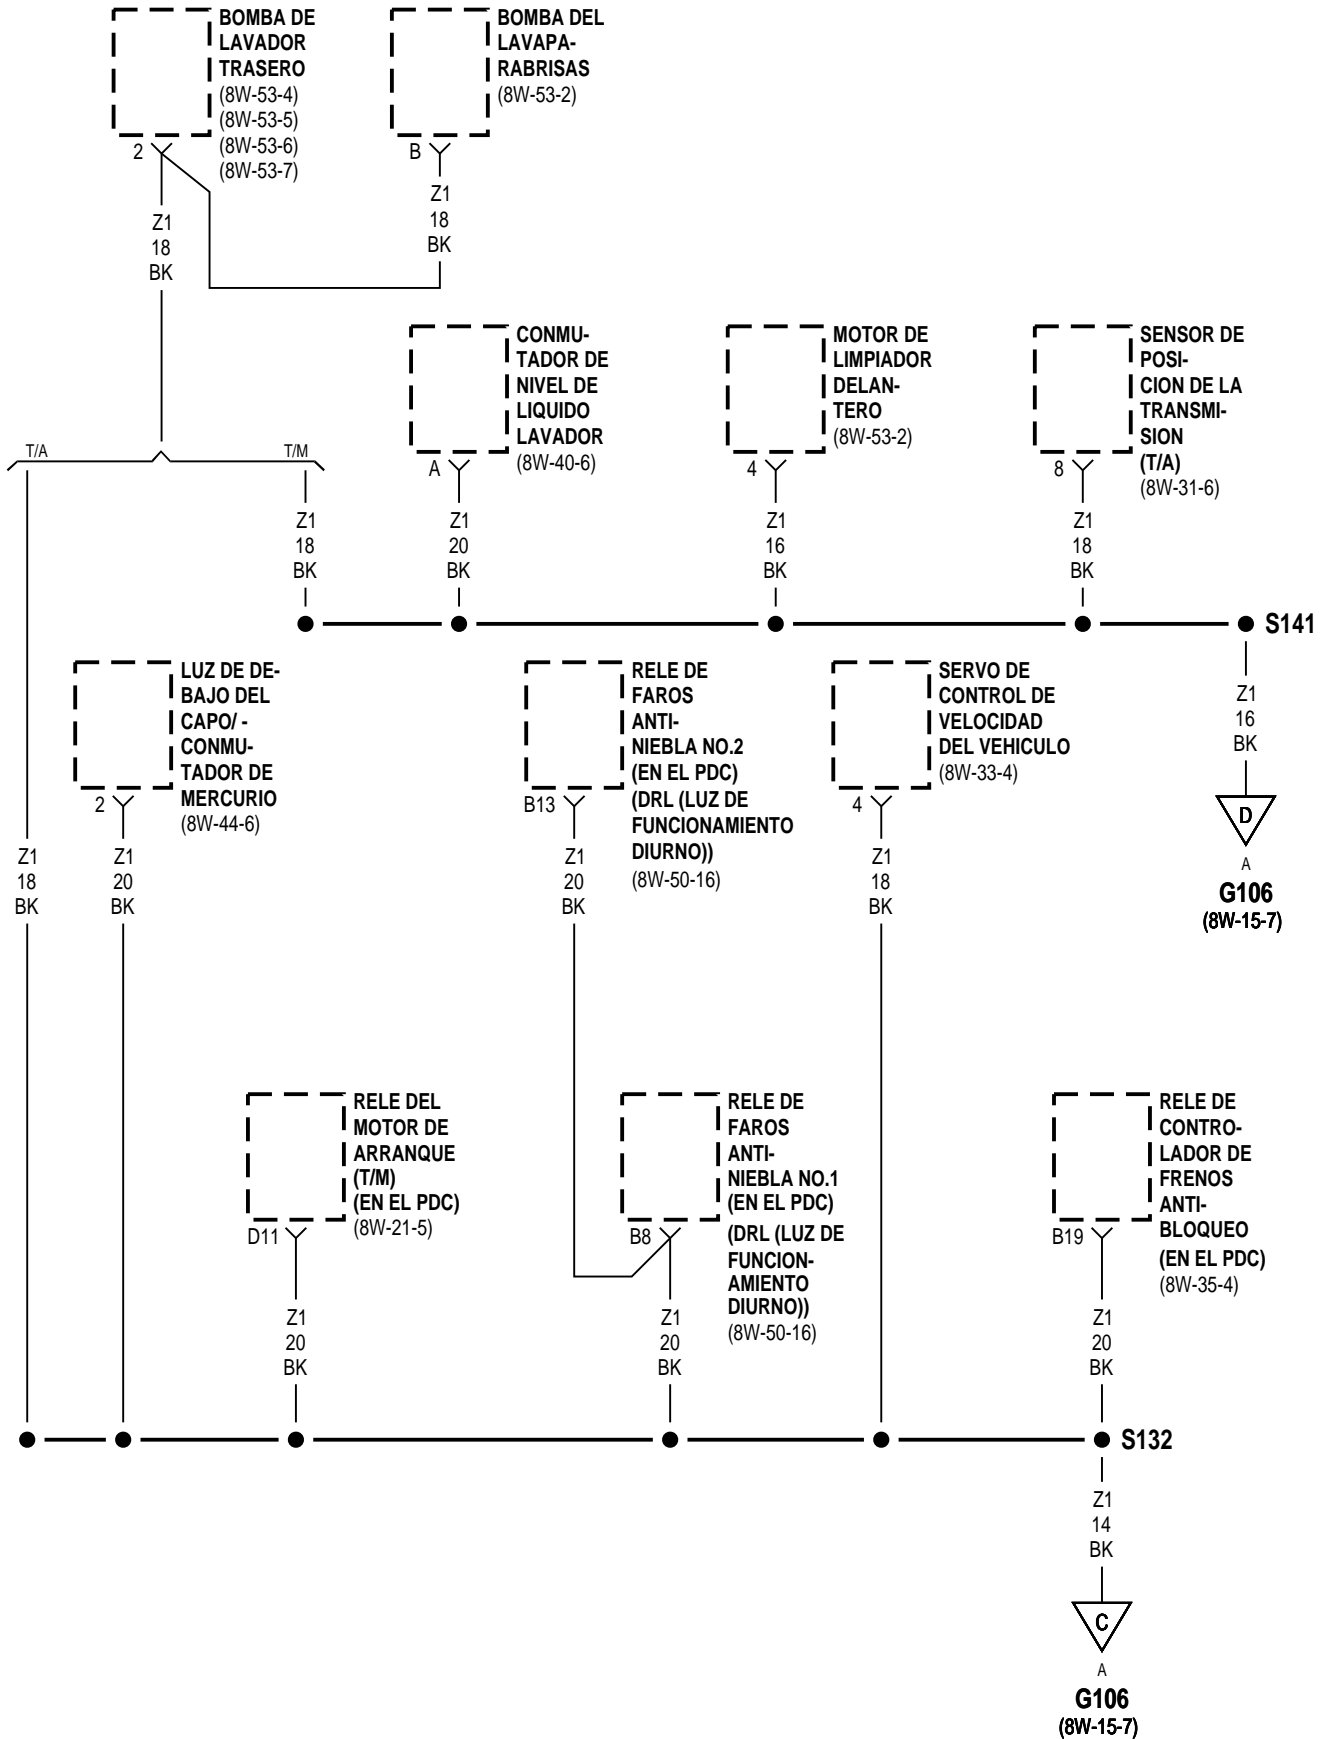 BOMBA DE
LAVADOR
TRASERO
(8W-53-4)
(8W-53-5)
(8W-53-6)
(8W-53-7)
2
Z1
18
BK
BOMBA DEL
LAVAPA-
RABRISAS
(8W-53-2)
B
Z1
18
BK
T/A
T/M
Z1
18
BK
CONMU-
TADOR DE
NIVEL DE
LIQUIDO
LAVADOR
(8W-40-6)
A
Z1
20
BK
MOTOR DE
LIMPIADOR
DELAN-
TERO
(8W-53-2)
4
Z1
16
BK
SENSOR DE
POSI-
CION DE LA
TRANSMI-
SION
(T/A)
(8W-31-6)
8
Z1
18
BK
S141
Z1
16
BK
D
A
G106
(8W-15-7)
Z1
18
BK
LUZ DE DE-
BAJO DEL
CAPO/ -
CONMU-
TADOR DE
MERCURIO
(8W-44-6)
2
Z1
20
BK
RELE DE
FAROS
ANTI-
NIEBLA NO.2
(EN EL PDC)
(DRL (LUZ DE
FUNCIONAMIENTO
DIURNO))
(8W-50-16)
B13
Z1
20
BK
SERVO DE
CONTROL DE
VELOCIDAD
DEL VEHICULO
(8W-33-4)
4
Z1
18
BK
RELE DEL
MOTOR DE
ARRANQUE
(T/M)
(EN EL PDC)
(8W-21-5)
D11
Z1
20
BK
RELE DE
FAROS
ANTI-
NIEBLA NO.1
(EN EL PDC)
(DRL (LUZ DE
FUNCION-
AMIENTO
DIURNO))
(8W-50-16)
B8
Z1
20
BK
RELE DE
CONTRO-
LADOR DE
FRENOS
ANTI-
BLOQUEO
(EN EL PDC)
(8W-35-4)
B19
Z1
20
BK
S132
Z1
14
BK
C
A
G106
(8W-15-7)